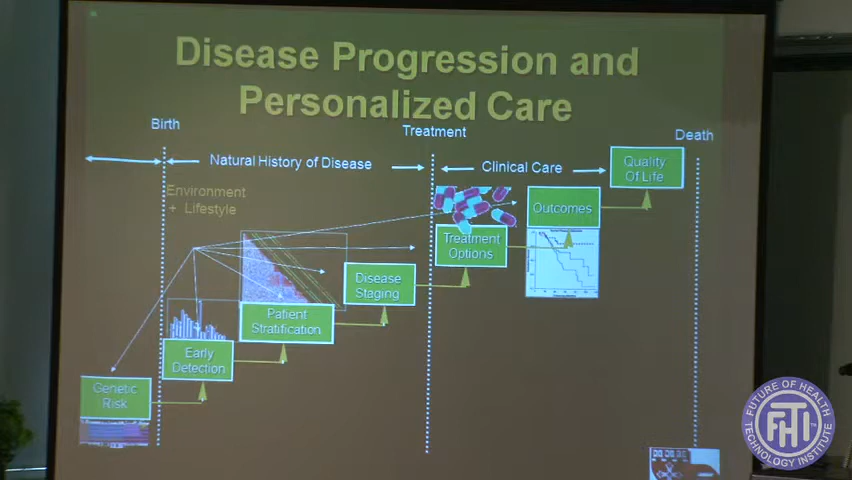 Disease Progression and
Personalized Care
Birth
Treatment
Death
Natural History of Disease
Clinical Care
Quality
Of Life
Environment
+ Lifestyle
Outcomes
Treatment
Options
Disease
Staging
Patient
Stratification
Early
Detection
Genetic
Risk
FUTURE OF HEALTH
FHTI
TECHNOLOGY INSTITUTE